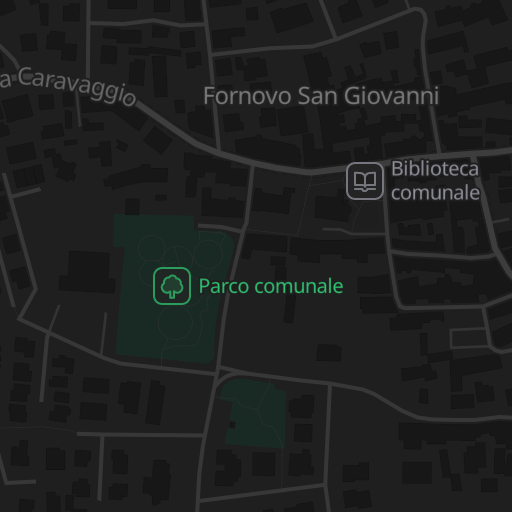 a Caravaggio
Fornovo San Giovanni
Biblioteca
comunale
Parco comunale